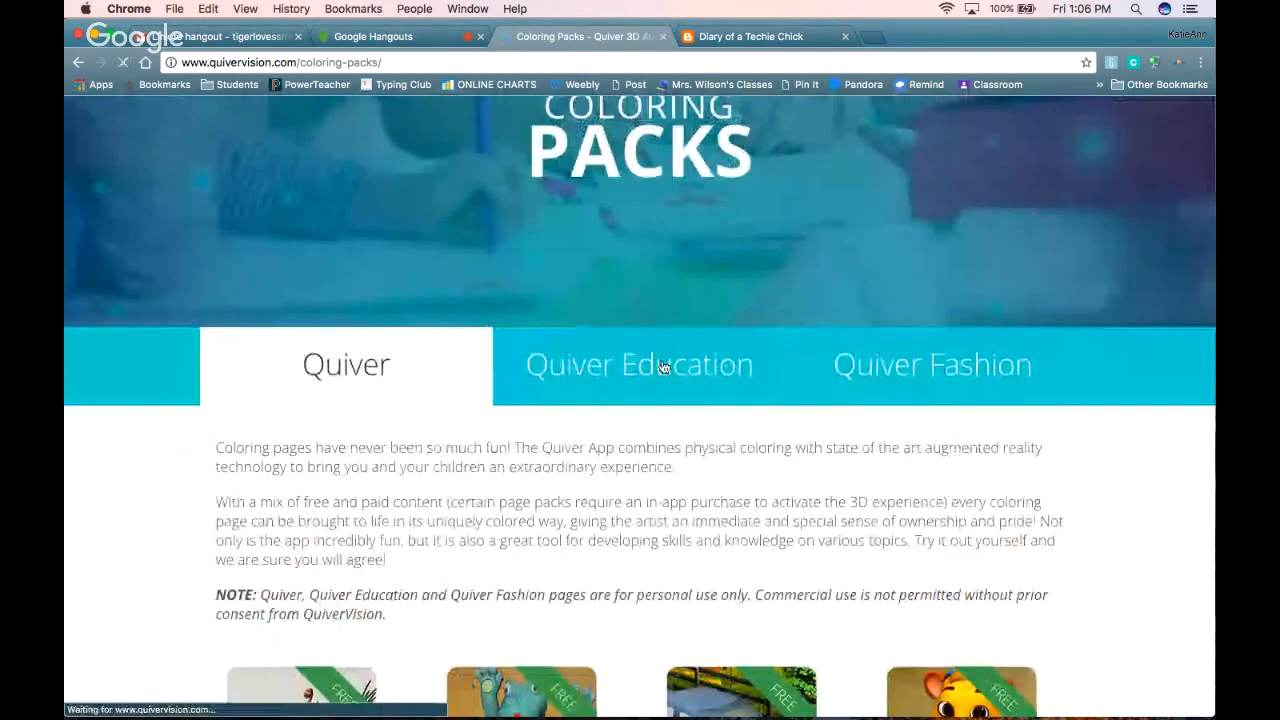 Chrome File Edit View History Bookmarks People Window Help 100% Fri 1:06 PM
Google
hangout - tigerloves Google Hangouts Coloring Packs - Quiver 3D Au Diary of a Techie Chick KatieAnn
www.quivervision.com/coloring-packs/
Apps Bookmarks Students PowerTeacher Typing Club ONLINE CHARTS Weebly Post Mrs. Wilson's Classes Pin It Pandora Remind Classroom » Other Bookmarks
COLORING
PACKS
Quiver Quiver Education Quiver Fashion
Coloring pages have never been so much fun! The Quiver App combines physical coloring with state of the art augmented reality
technology to bring you and your children an extraordinary experience.
With a mix of free and paid content (certain page packs require an in-app purchase to activate the 3D experience) every coloring
page can be brought to life in its uniquely colored way, giving the artist an immediate and special sense of ownership and pride! Not
only is the app incredibly fun, but it is also a great tool for developing skills and knowledge on various topics. Try it out yourself and
we are sure you will agree!
NOTE: Quiver, Quiver Education and Quiver Fashion pages are for personal use only. Commercial use is not permitted without prior
consent from QuiverVision.
FREE FREE FREE FREE
Waiting for www.quivervision.com...